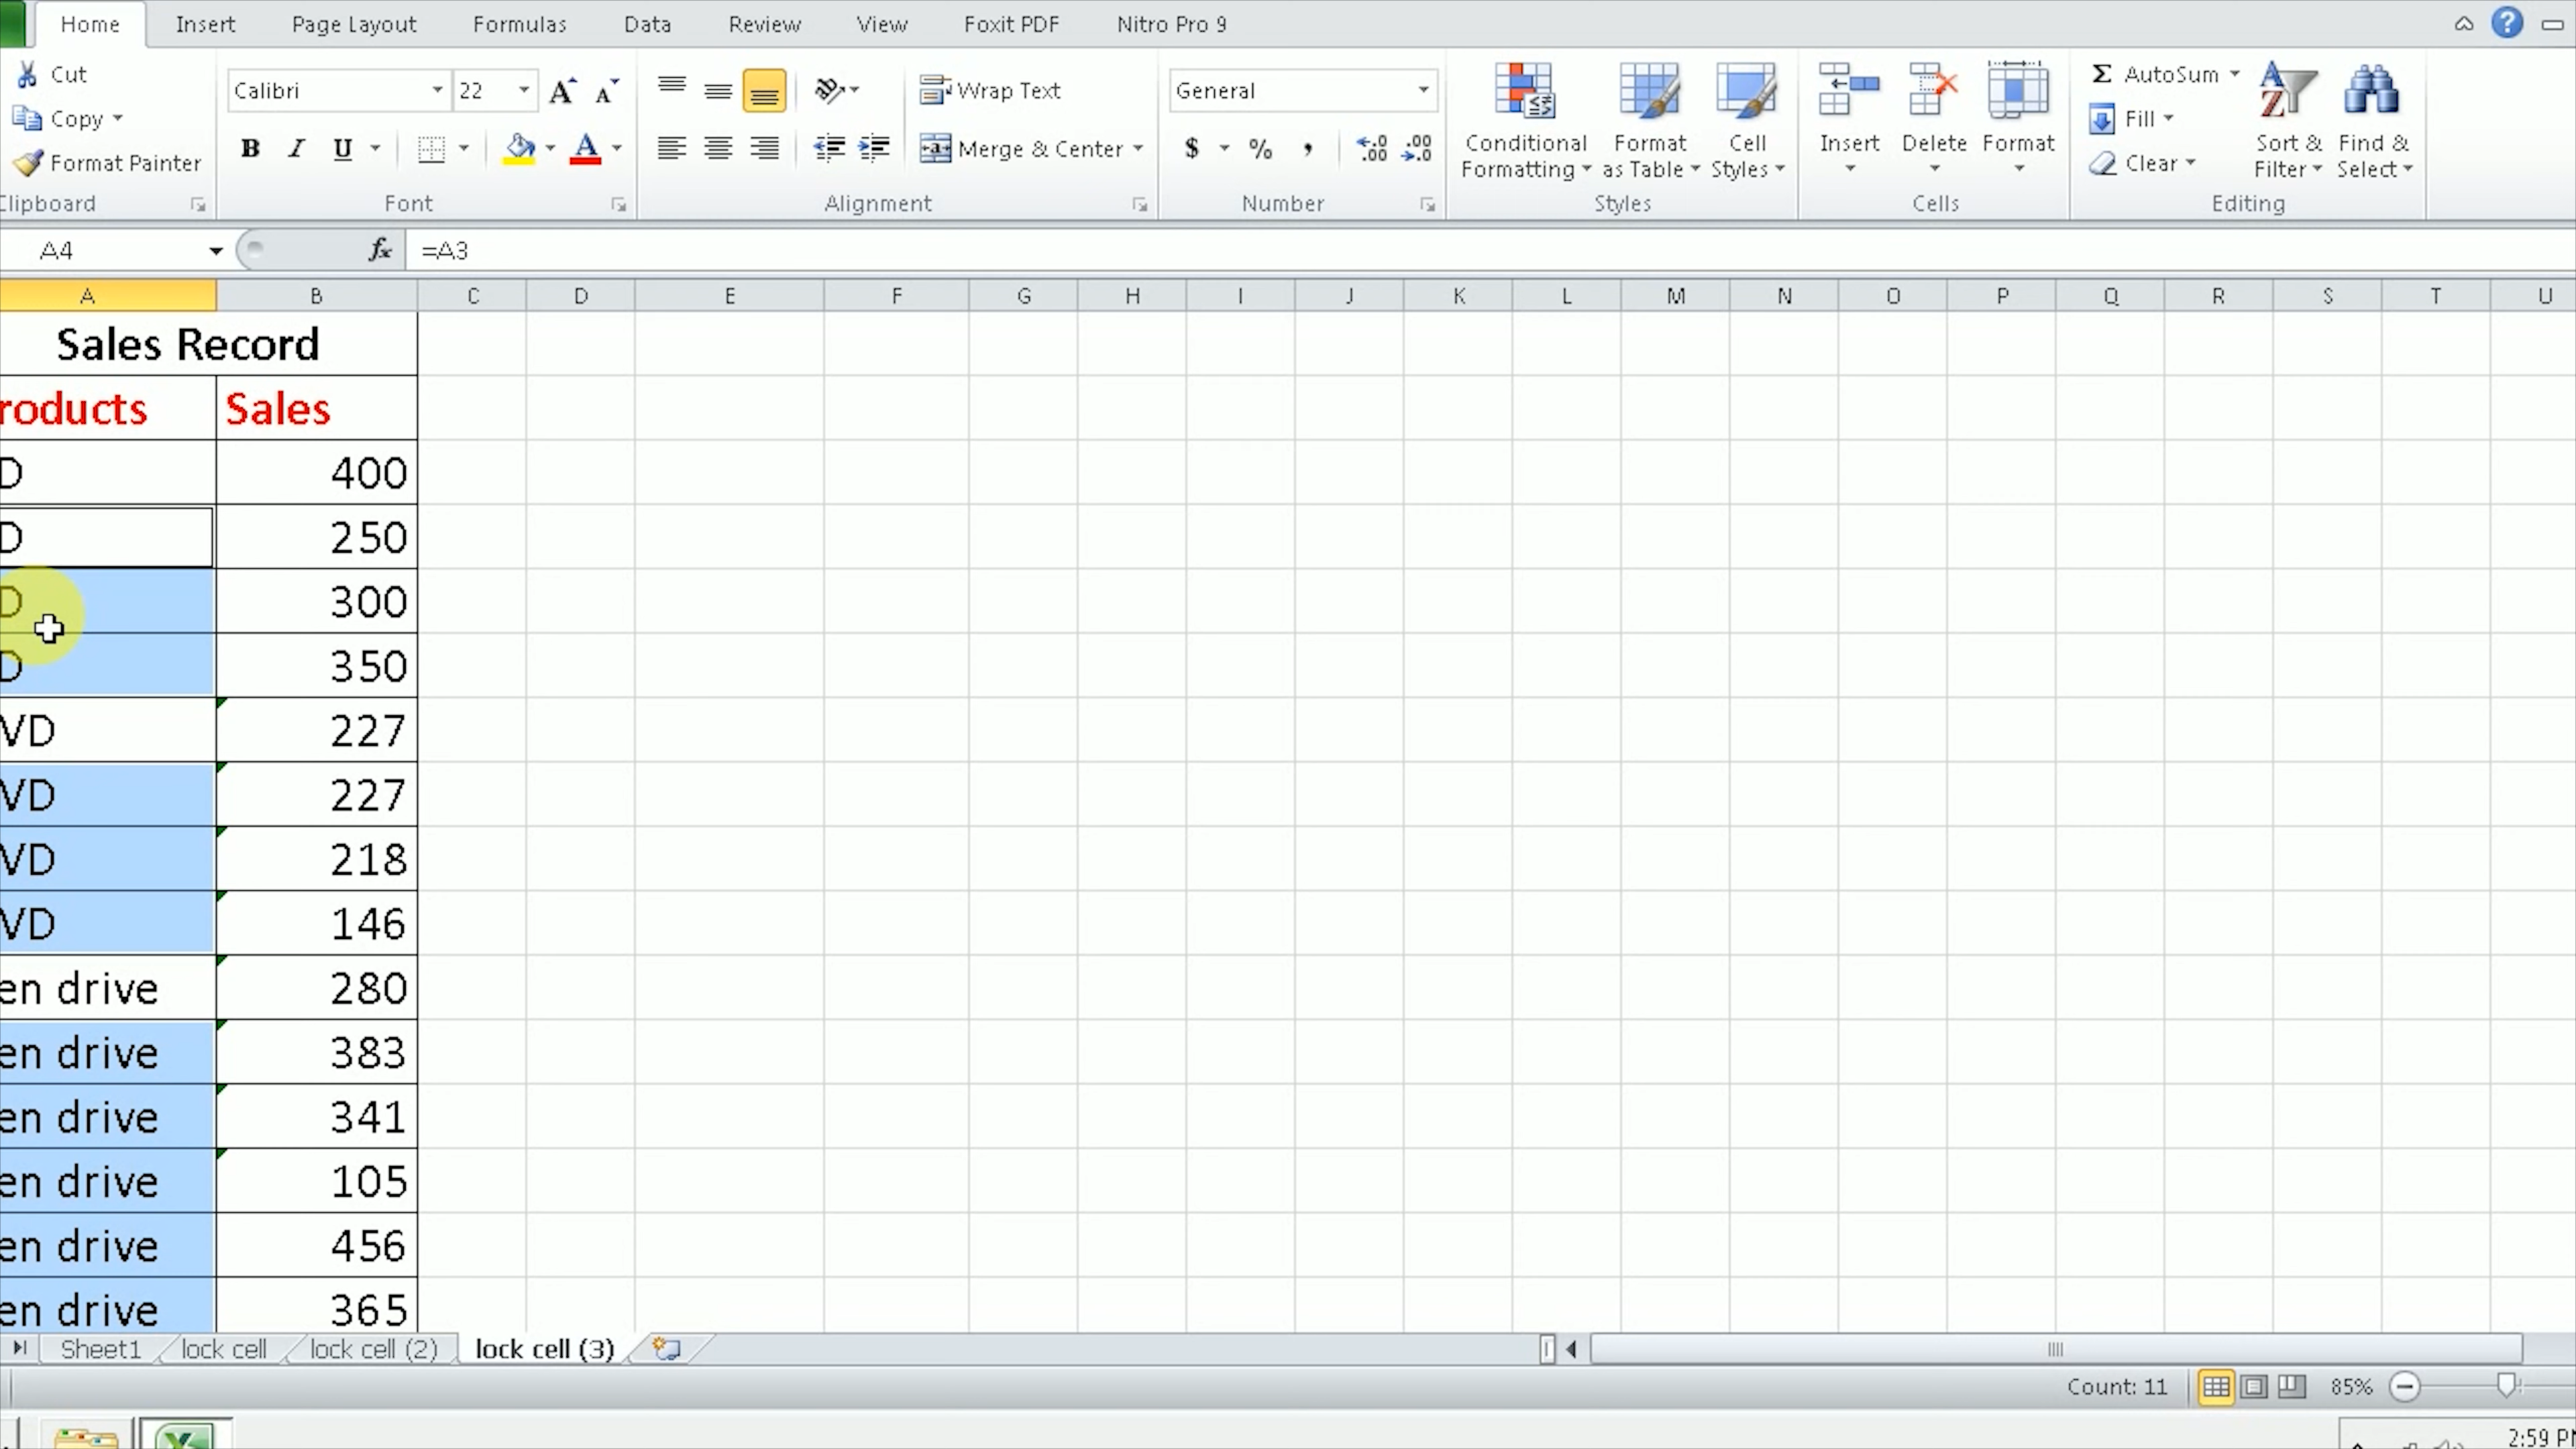 Home Insert Page Layout Formulas Data Review View Foxit PDF Nitro Pro 9
Cut
Copy
Format Painter
Clipboard
Calibri 22
B I U
Font
Wrap Text
Merge & Center
Alignment
General
$ % ,
Number
Conditional Formatting
Format as Table
Cell Styles
Styles
Insert Delete Format
Cells
Σ AutoSum
Fill
Clear
Sort & Filter
Find & Select
Editing
A4 fx =A3
A B C D E F G H I J K L M N O P Q R S T U
Sales Record
roducts Sales
D 400
D 250
D 300
D 350
VD 227
VD 227
VD 218
VD 146
en drive 280
en drive 383
en drive 341
en drive 105
en drive 456
en drive 365
Sheet1 lock cell lock cell (2) lock cell (3)
Count: 11 85%
2:59 P